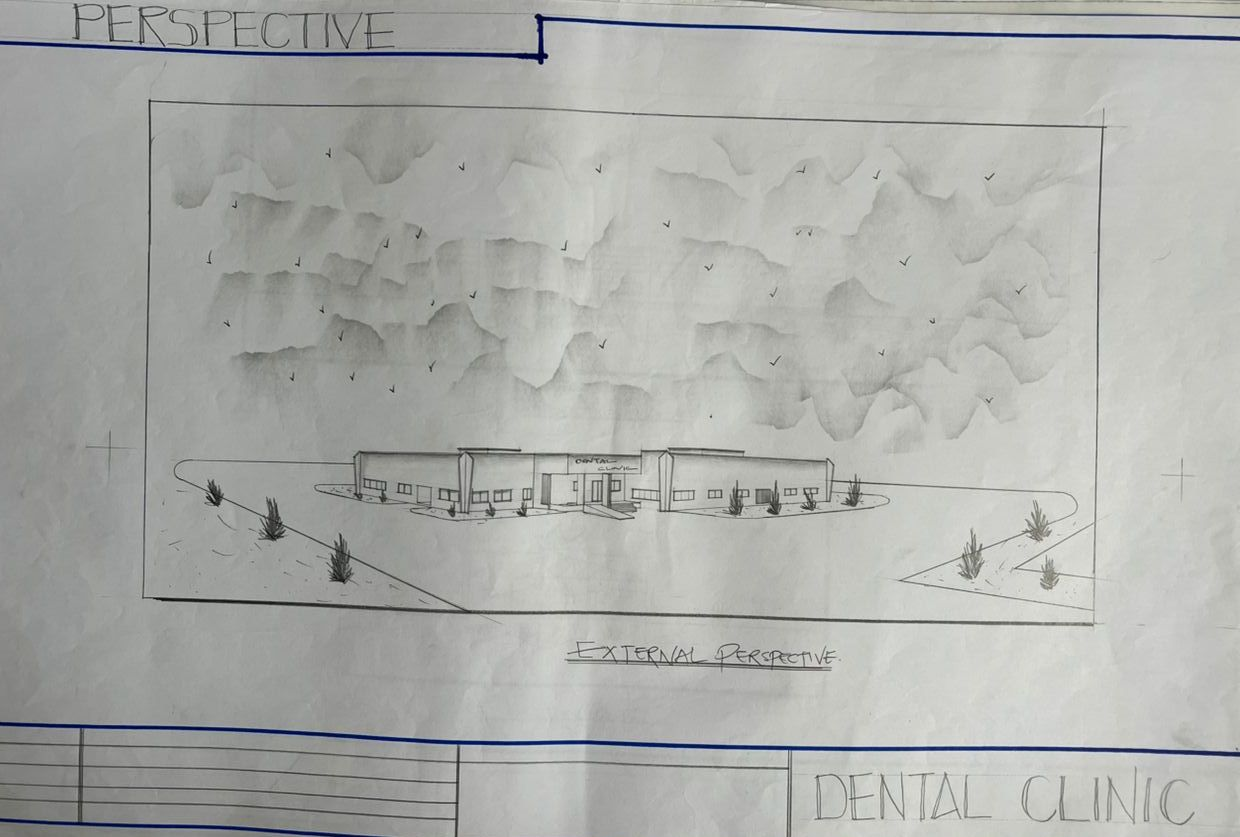 PERSPECTIVE
DENTAL
CLINIC
EXTERNAL PERSPECTIVE.
DENTAL CLINIC